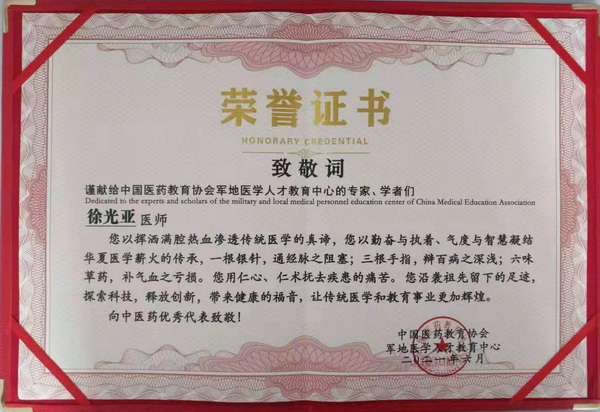 荣誉证书
HONORARY CREDENTIAL
致敬词
谨献给中国医药教育协会军地医学人才教育中心的专家、学者们
Dedicated to the experts and scholars of the military and local medical personnel education center of China Medical Education Association
徐光亚 医师
您以挥洒满腔热血渗透传统医学的真谛，您以勤奋与执着、气度与智慧凝结
华夏医学薪火的传承，一根银针，通经脉之阻塞；三根手指，辩百病之深浅；六味
草药，补气血之亏损。您用仁心、仁术抚去疾患的痛苦。您沿袭祖先留下的足迹，
探索科技，释放创新，带来健康的福音，让传统医学和教育事业更加辉煌。
向中医药优秀代表致敬！
中国医药教育协会
军地医学人才教育中心
二〇二一年六月